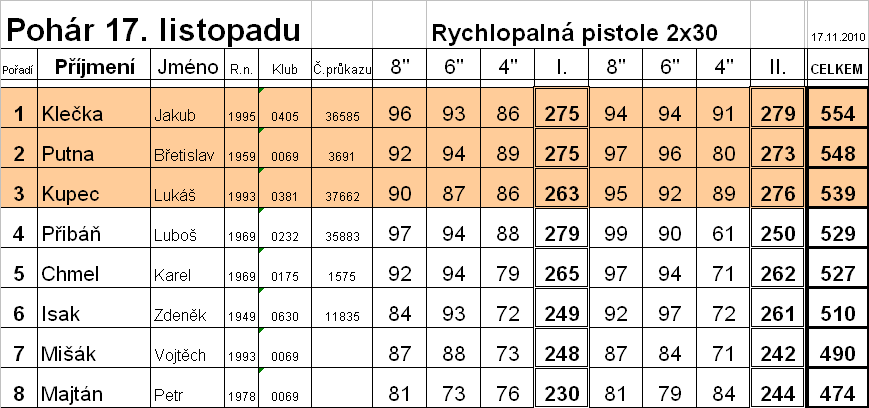 Pohár 17. listopadu Rychlopalná pistole 2x30 17.11.2010
Pořadí Příjmení Jméno R.n. Klub Č.průkazu 8" 6" 4" I. 8" 6" 4" II. CELKEM
1 Klečka Jakub 1995 0405 36585 96 93 86 275 94 94 91 279 554
2 Putna Břetislav 1959 0069 3691 92 94 89 275 97 96 80 273 548
3 Kupec Lukáš 1993 0381 37662 90 87 86 263 95 92 89 276 539
4 Přibáň Luboš 1969 0232 35883 97 94 88 279 99 90 61 250 529
5 Chmel Karel 1969 0175 1575 92 94 79 265 97 94 71 262 527
6 Isak Zdeněk 1949 0630 11835 84 93 72 249 92 97 72 261 510
7 Mišák Vojtěch 1993 0069 87 88 73 248 87 84 71 242 490
8 Majtán Petr 1978 0069 81 73 76 230 81 79 84 244 474